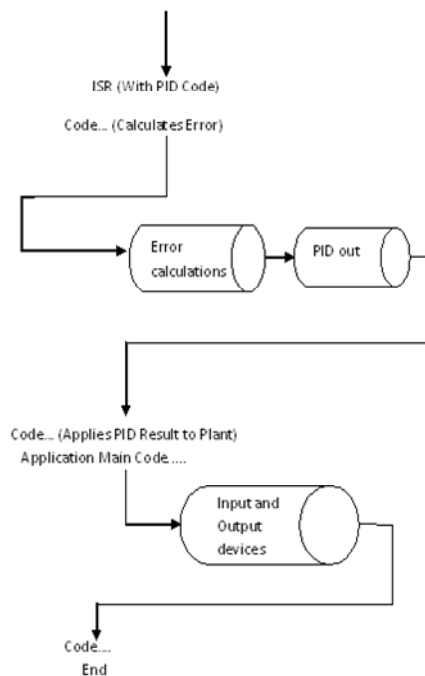 ISR (With PID Code)
Code... (Calculates Error)
Error
calculations
PID out
Code... (Applies PID Result to Plant)
Application Main Code.....
Input and
Output
devices
Code....
End